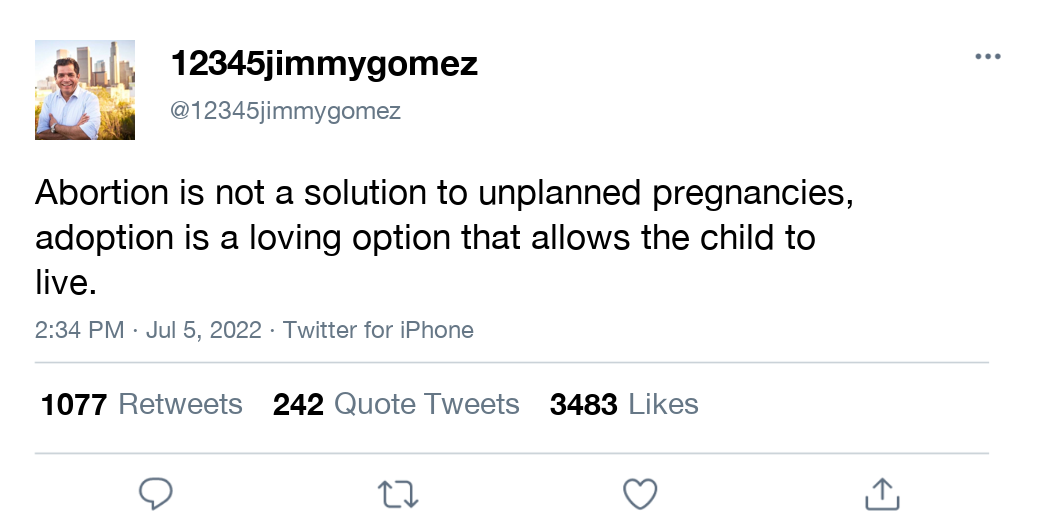 12345jimmygomez
@12345jimmygomez
Abortion is not a solution to unplanned pregnancies,
adoption is a loving option that allows the child to
live.
2:34 PM · Jul 5, 2022 · Twitter for iPhone
1077 Retweets 242 Quote Tweets 3483 Likes